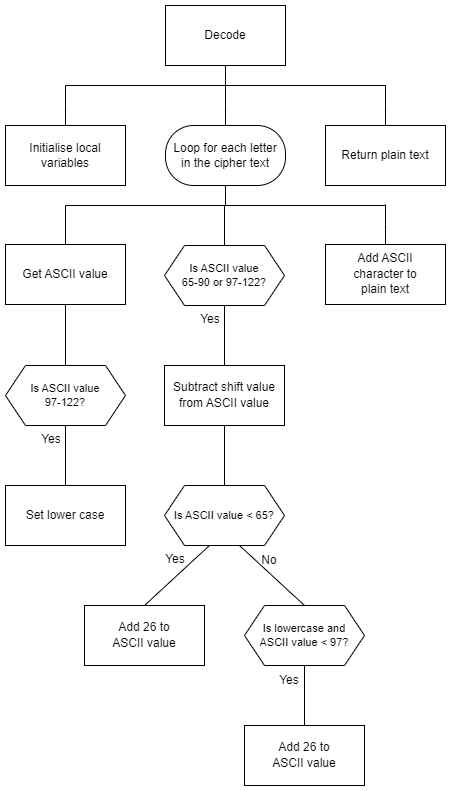 Decode
Initialise local
variables
Loop for each letter
in the cipher text
Return plain text
Get ASCII value
Is ASCII value
65-90 or 97-122?
Add ASCII
character to
plain text
Yes
Is ASCII value
97-122?
Subtract shift value
from ASCII value
Yes
Set lower case
Is ASCII value < 65?
Yes
No
Add 26 to
ASCII value
Is lowercase and
ASCII value < 97?
Yes
Add 26 to
ASCII value